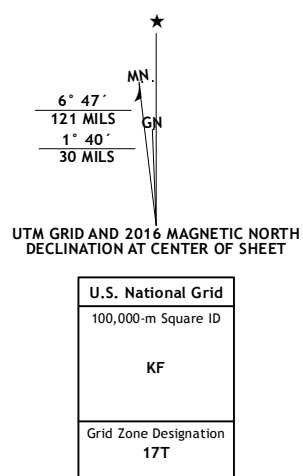 ★
MN
6° 47´
121 MILS
GN
1° 40´
30 MILS
UTM GRID AND 2016 MAGNETIC NORTH
DECLINATION AT CENTER OF SHEET
U.S. National Grid
100,000-m Square ID
KF
Grid Zone Designation
17T